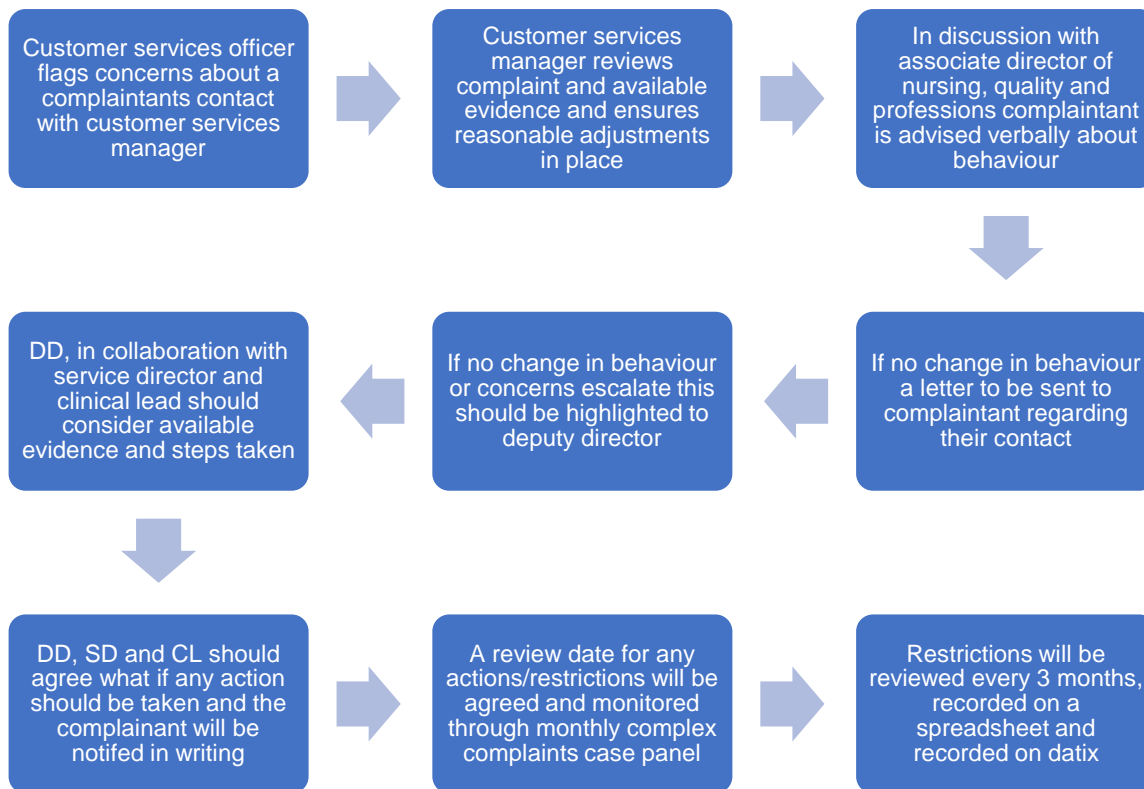 Customer services officer
flags concerns about a
complaintants contact
with customer services
manager
Customer services
manager reviews
complaint and available
evidence and ensures
reasonable adjustments
in place
In discussion with
associate director of
nursing, quality and
professions complaintant
is advised verbally about
behaviour
If no change in behaviour
a letter to be sent to
complaintant regarding
their contact
If no change in behaviour
or concerns escalate this
should be highlighted to
deputy director
DD, in collaboration with
service director and
clinical lead should
consider available
evidence and steps taken
DD, SD and CL should
agree what if any action
should be taken and the
complainant will be
notifed in writing
A review date for any
actions/restrictions will be
agreed and monitored
through monthly complex
complaints case panel
Restrictions will be
reviewed every 3 months,
recorded on a
spreadsheet and
recorded on datix